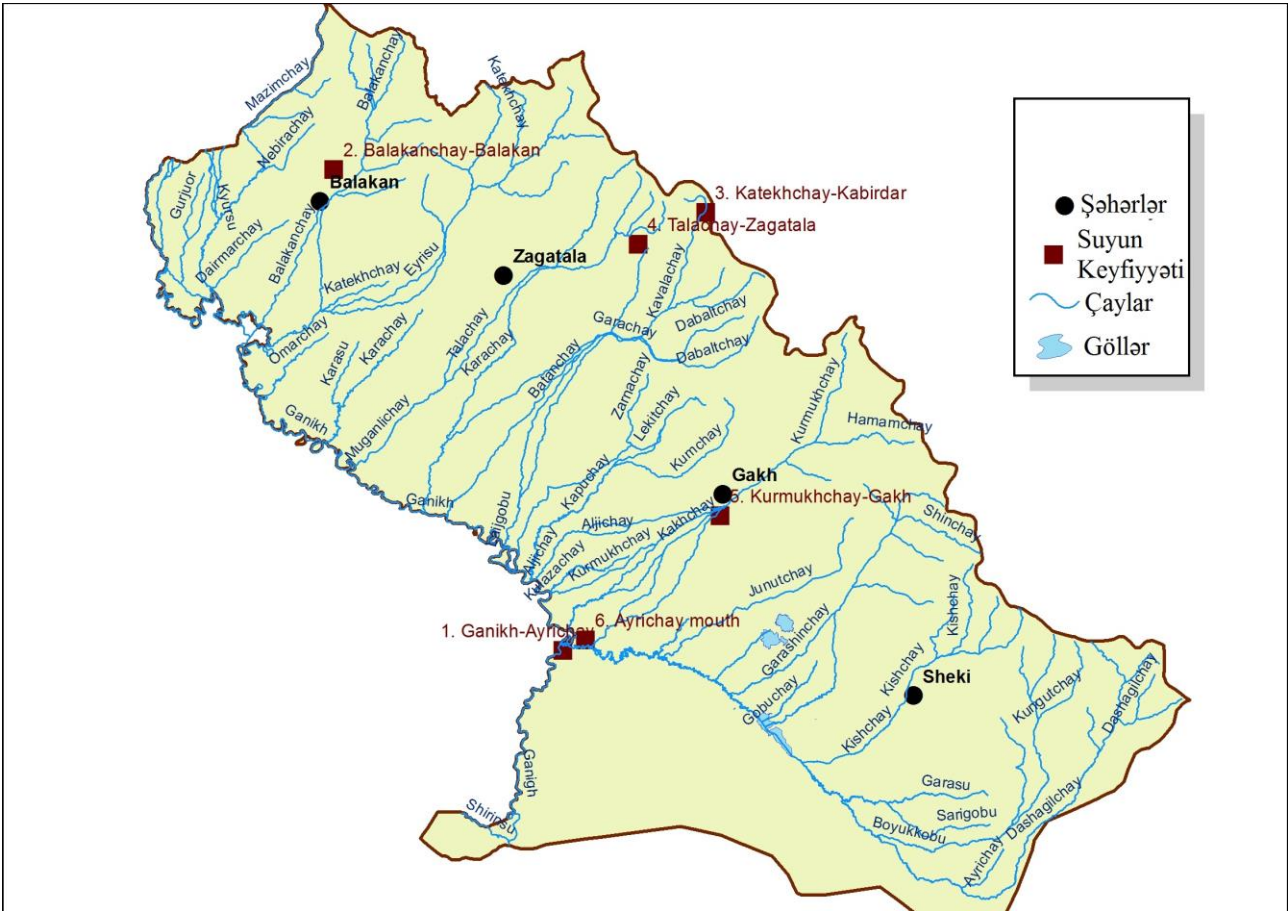 Mazimchay
Balakanchay
Katekhchay
Nebirachay
2. Balakanchay-Balakan
Balakan
Gurjuor
Kyursu
Dairmarchay
Balakanchay
3. Katekhchay-Kabirdar
4. Talachay-Zagatala
Zagatala
Katekhchay
Eyrisu
Kavalachay
Omarchay
Karasu
Karachay
Talachay
Karachay
Garachay
Dabaltchay
Dabaltchay
Batanchay
Zarnachay
Lekitchay
Kurmukhchay
Hamamchay
Ganikh
Muganlichay
Kapuchay
Kumchay
Gakh
5. Kurmukhchay-Gakh
Ganikh
Aljichay
Kakhchay
Shinchay
Aljichay
Kulazachay
Kurmukhchay
Junutchay
Kishchay
1. Ganikh-Ayrichay
6. Ayrichay mouth
Garashinchay
Kishchay
Sheki
Gobuchay
Kishchay
Kungutchay
Dashagilchay
Ganigh
Shirinsu
Garasu
Sarigobu
Boyukkobu
Dashagilchay
Ayrichay
Şəhərlər
Suyun
Keyfiyyəti
Çaylar
Göllər